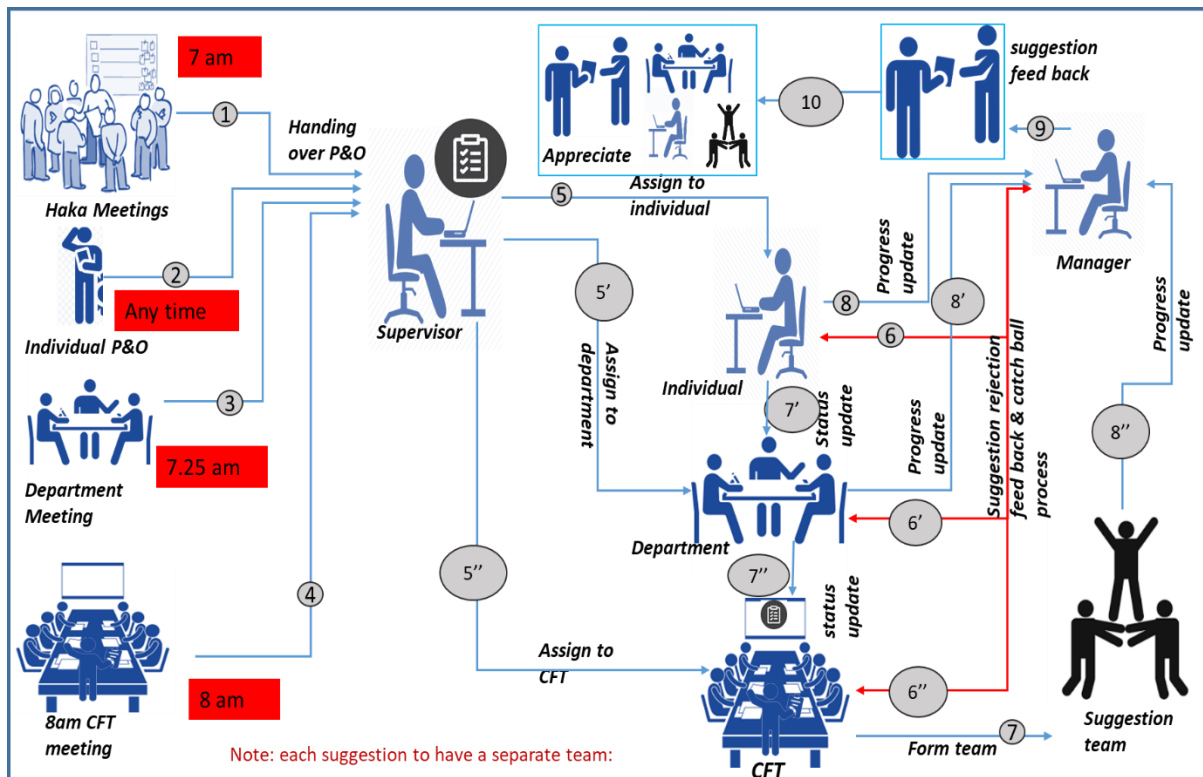 7 am
1
Haka Meetings
2
Any time
Individual P&O
3
7.25 am
Department
Meeting
4
8 am
8am CFT
meeting
Note: each suggestion to have a separate team:
Handing
over P&O
Supervisor
5
Assign to
individual
5’
Assign to
department
5’’
Assign to
CFT
Appreciate
10
suggestion
feed back
9
Manager
Individual
8
Progress
update
8’
6
7’
Status
update
Progress
update
Department
6’
Suggestion rejection
feed back & catch ball
process
7’’
status
update
6’’
CFT
Form team
7
Suggestion
team
8’’
Progress
update